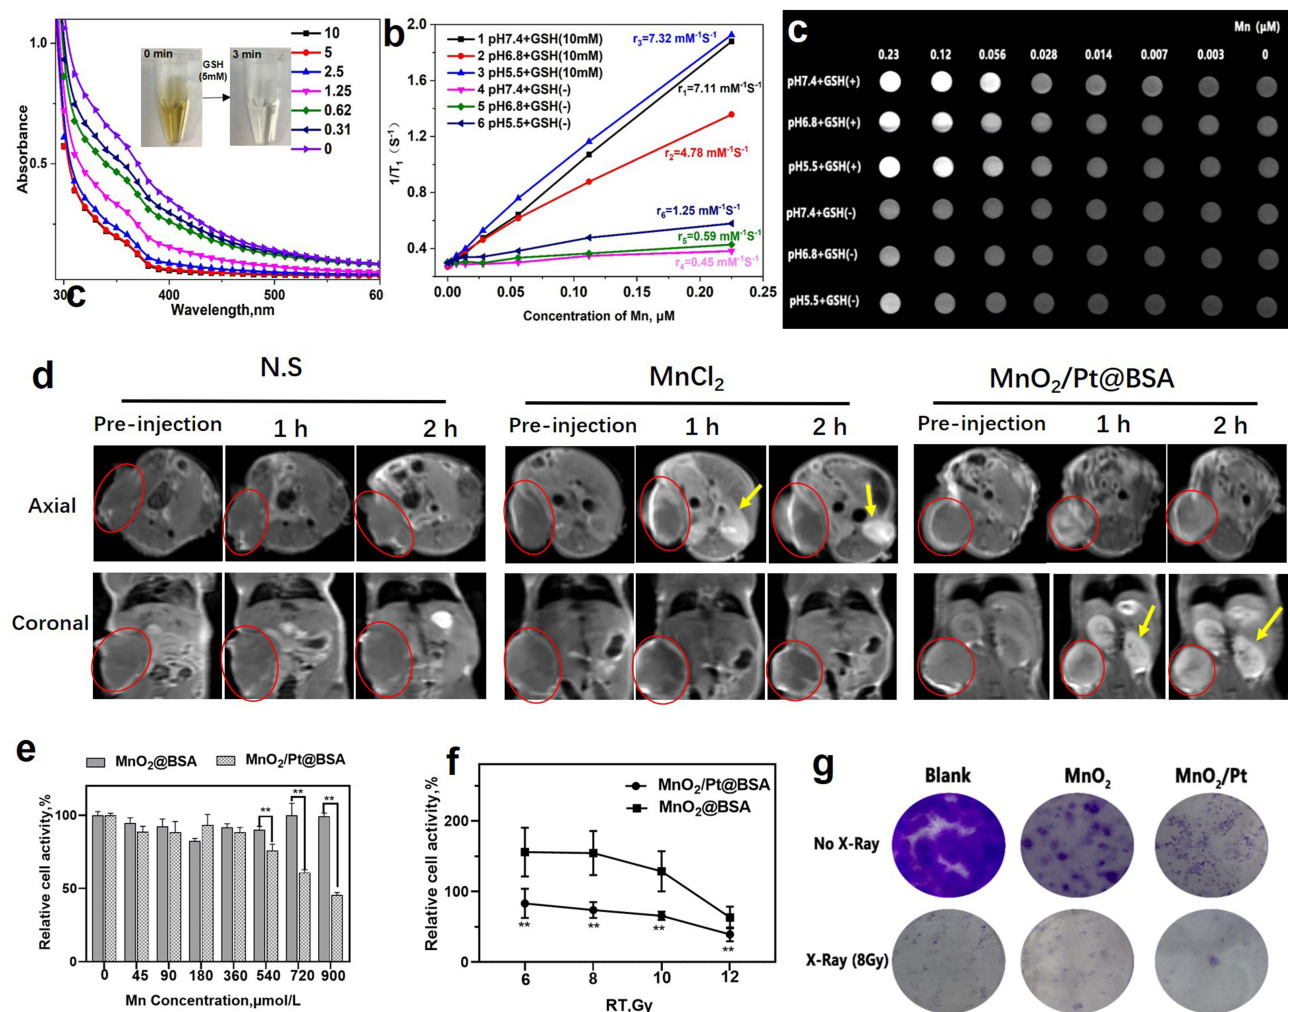 1.0
0.5
Absorbance
0 min
GSH
(5mM)
3 min
10
5
2.5
1.25
0.62
0.31
0
300
400
500
60
Wavelength,nm
c
b
2.0
1.6
1.2
0.8
0.4
1/T1 (S-1)
1 pH7.4+GSH(10mM)
2 pH6.8+GSH(10mM)
3 pH5.5+GSH(10mM)
4 pH7.4+GSH(-)
5 pH6.8+GSH(-)
6 pH5.5+GSH(-)
r3=7.32 mM-1S-1
r1=7.11 mM-1S-1
r2=4.78 mM-1S-1
r6=1.25 mM-1S-1
r5=0.59 mM-1S-1
r4=0.45 mM-1S-1
0.00
0.05
0.10
0.15
0.20
0.25
Concentration of Mn, μM
c
Mn (μM)
0.23 0.12 0.056 0.028 0.014 0.007 0.003 0
pH7.4+GSH(+)
pH6.8+GSH(+)
pH5.5+GSH(+)
pH7.4+GSH(-)
pH6.8+GSH(-)
pH5.5+GSH(-)
d
N.S
MnCl2
MnO2/Pt@BSA
Pre-injection 1 h 2 h
Pre-injection 1 h 2 h
Pre-injection 1 h 2 h
Axial
Coronal
e
MnO2@BSA
MnO2/Pt@BSA
Relative cell activity,%
100
50
0
**
**
**
0 45 90 180 360 540 720 900
Mn Concentration,μmol/L
f
MnO2/Pt@BSA
MnO2@BSA
Relative cell activity,%
200
100
50
0
**
**
**
**
6 8 10 12
RT,Gy
g
Blank
MnO2
MnO2/Pt
No X-Ray
X-Ray (8Gy)